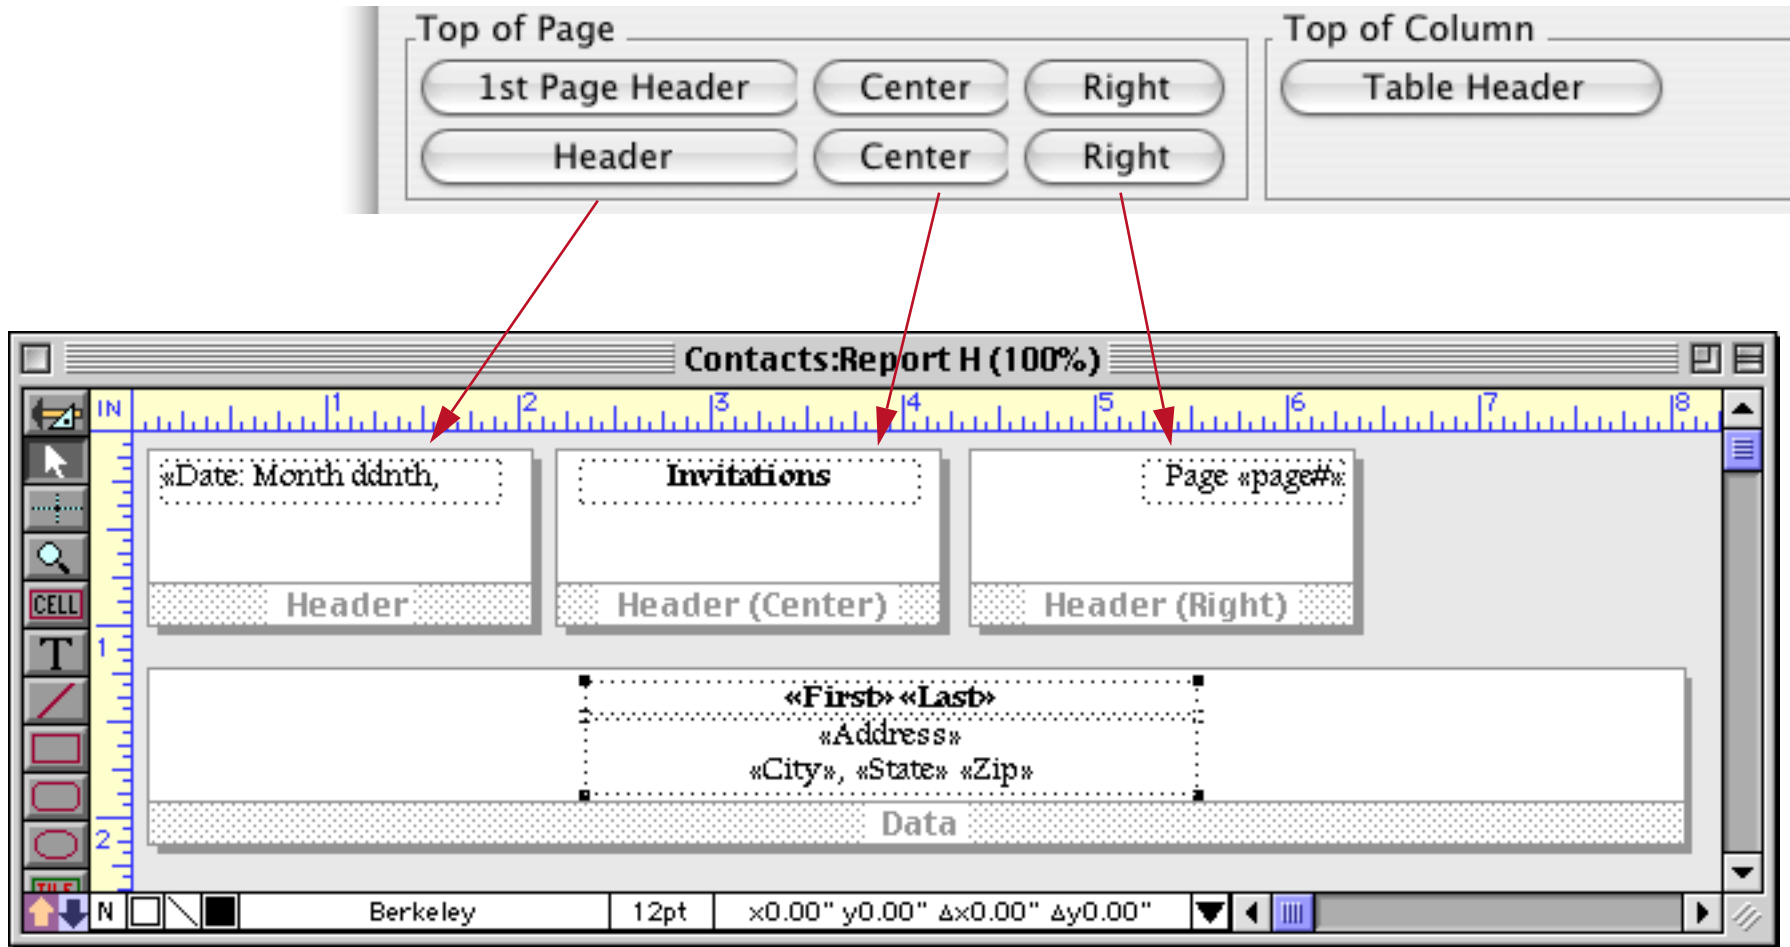 Top of Page Top of Column
1st Page Header Center Right Table Header
Header Center Right
Contacts:Report H (100%)
IN 1 2 3 4 5 6 7 8
«Date: Month ddnth, Invitations Page «page#»
Header Header (Center) Header (Right)
CELL
T
1
«First» «Last»
«Address»
«City», «State» «Zip»
Data
2
TILE
N Berkeley 12pt x0.00" y0.00" Δx0.00" Δy0.00"